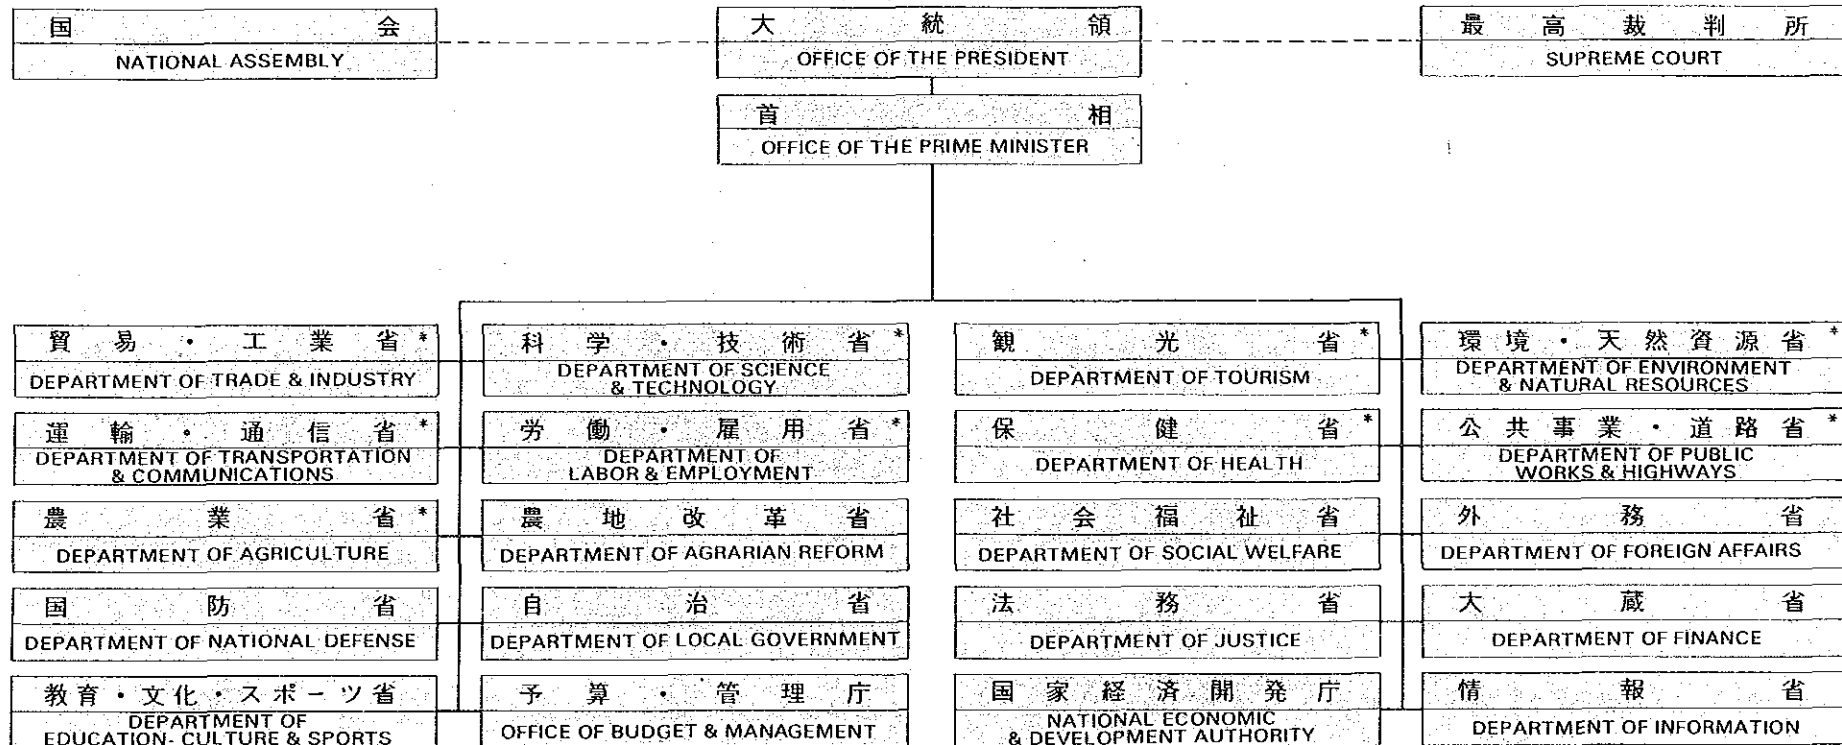 国会
NATIONAL ASSEMBLY
大統領
OFFICE OF THE PRESIDENT
最高裁判所
SUPREME COURT
首相
OFFICE OF THE PRIME MINISTER
貿易・工業省*
DEPARTMENT OF TRADE & INDUSTRY
科学・技術省*
DEPARTMENT OF SCIENCE
& TECHNOLOGY
観光省*
DEPARTMENT OF TOURISM
環境・天然資源省*
DEPARTMENT OF ENVIRONMENT
& NATURAL RESOURCES
運輸・通信省*
DEPARTMENT OF TRANSPORTATION
& COMMUNICATIONS
労働・雇用省*
DEPARTMENT OF
LABOR & EMPLOYMENT
保健省*
DEPARTMENT OF HEALTH
公共事業・道路省*
DEPARTMENT OF PUBLIC
WORKS & HIGHWAYS
農業省*
DEPARTMENT OF AGRICULTURE
農地改革省
DEPARTMENT OF AGRARIAN REFORM
社会福祉省
DEPARTMENT OF SOCIAL WELFARE
外務省
DEPARTMENT OF FOREIGN AFFAIRS
国防省
DEPARTMENT OF NATIONAL DEFENSE
自治省
DEPARTMENT OF LOCAL GOVERNMENT
法務省
DEPARTMENT OF JUSTICE
大蔵省
DEPARTMENT OF FINANCE
教育・文化・スポーツ省
DEPARTMENT OF
EDUCATION- CULTURE & SPORTS
予算・管理庁
OFFICE OF BUDGET & MANAGEMENT
国家経済開発庁
NATIONAL ECONOMIC
& DEVELOPMENT AUTHORITY
情報省
DEPARTMENT OF INFORMATION